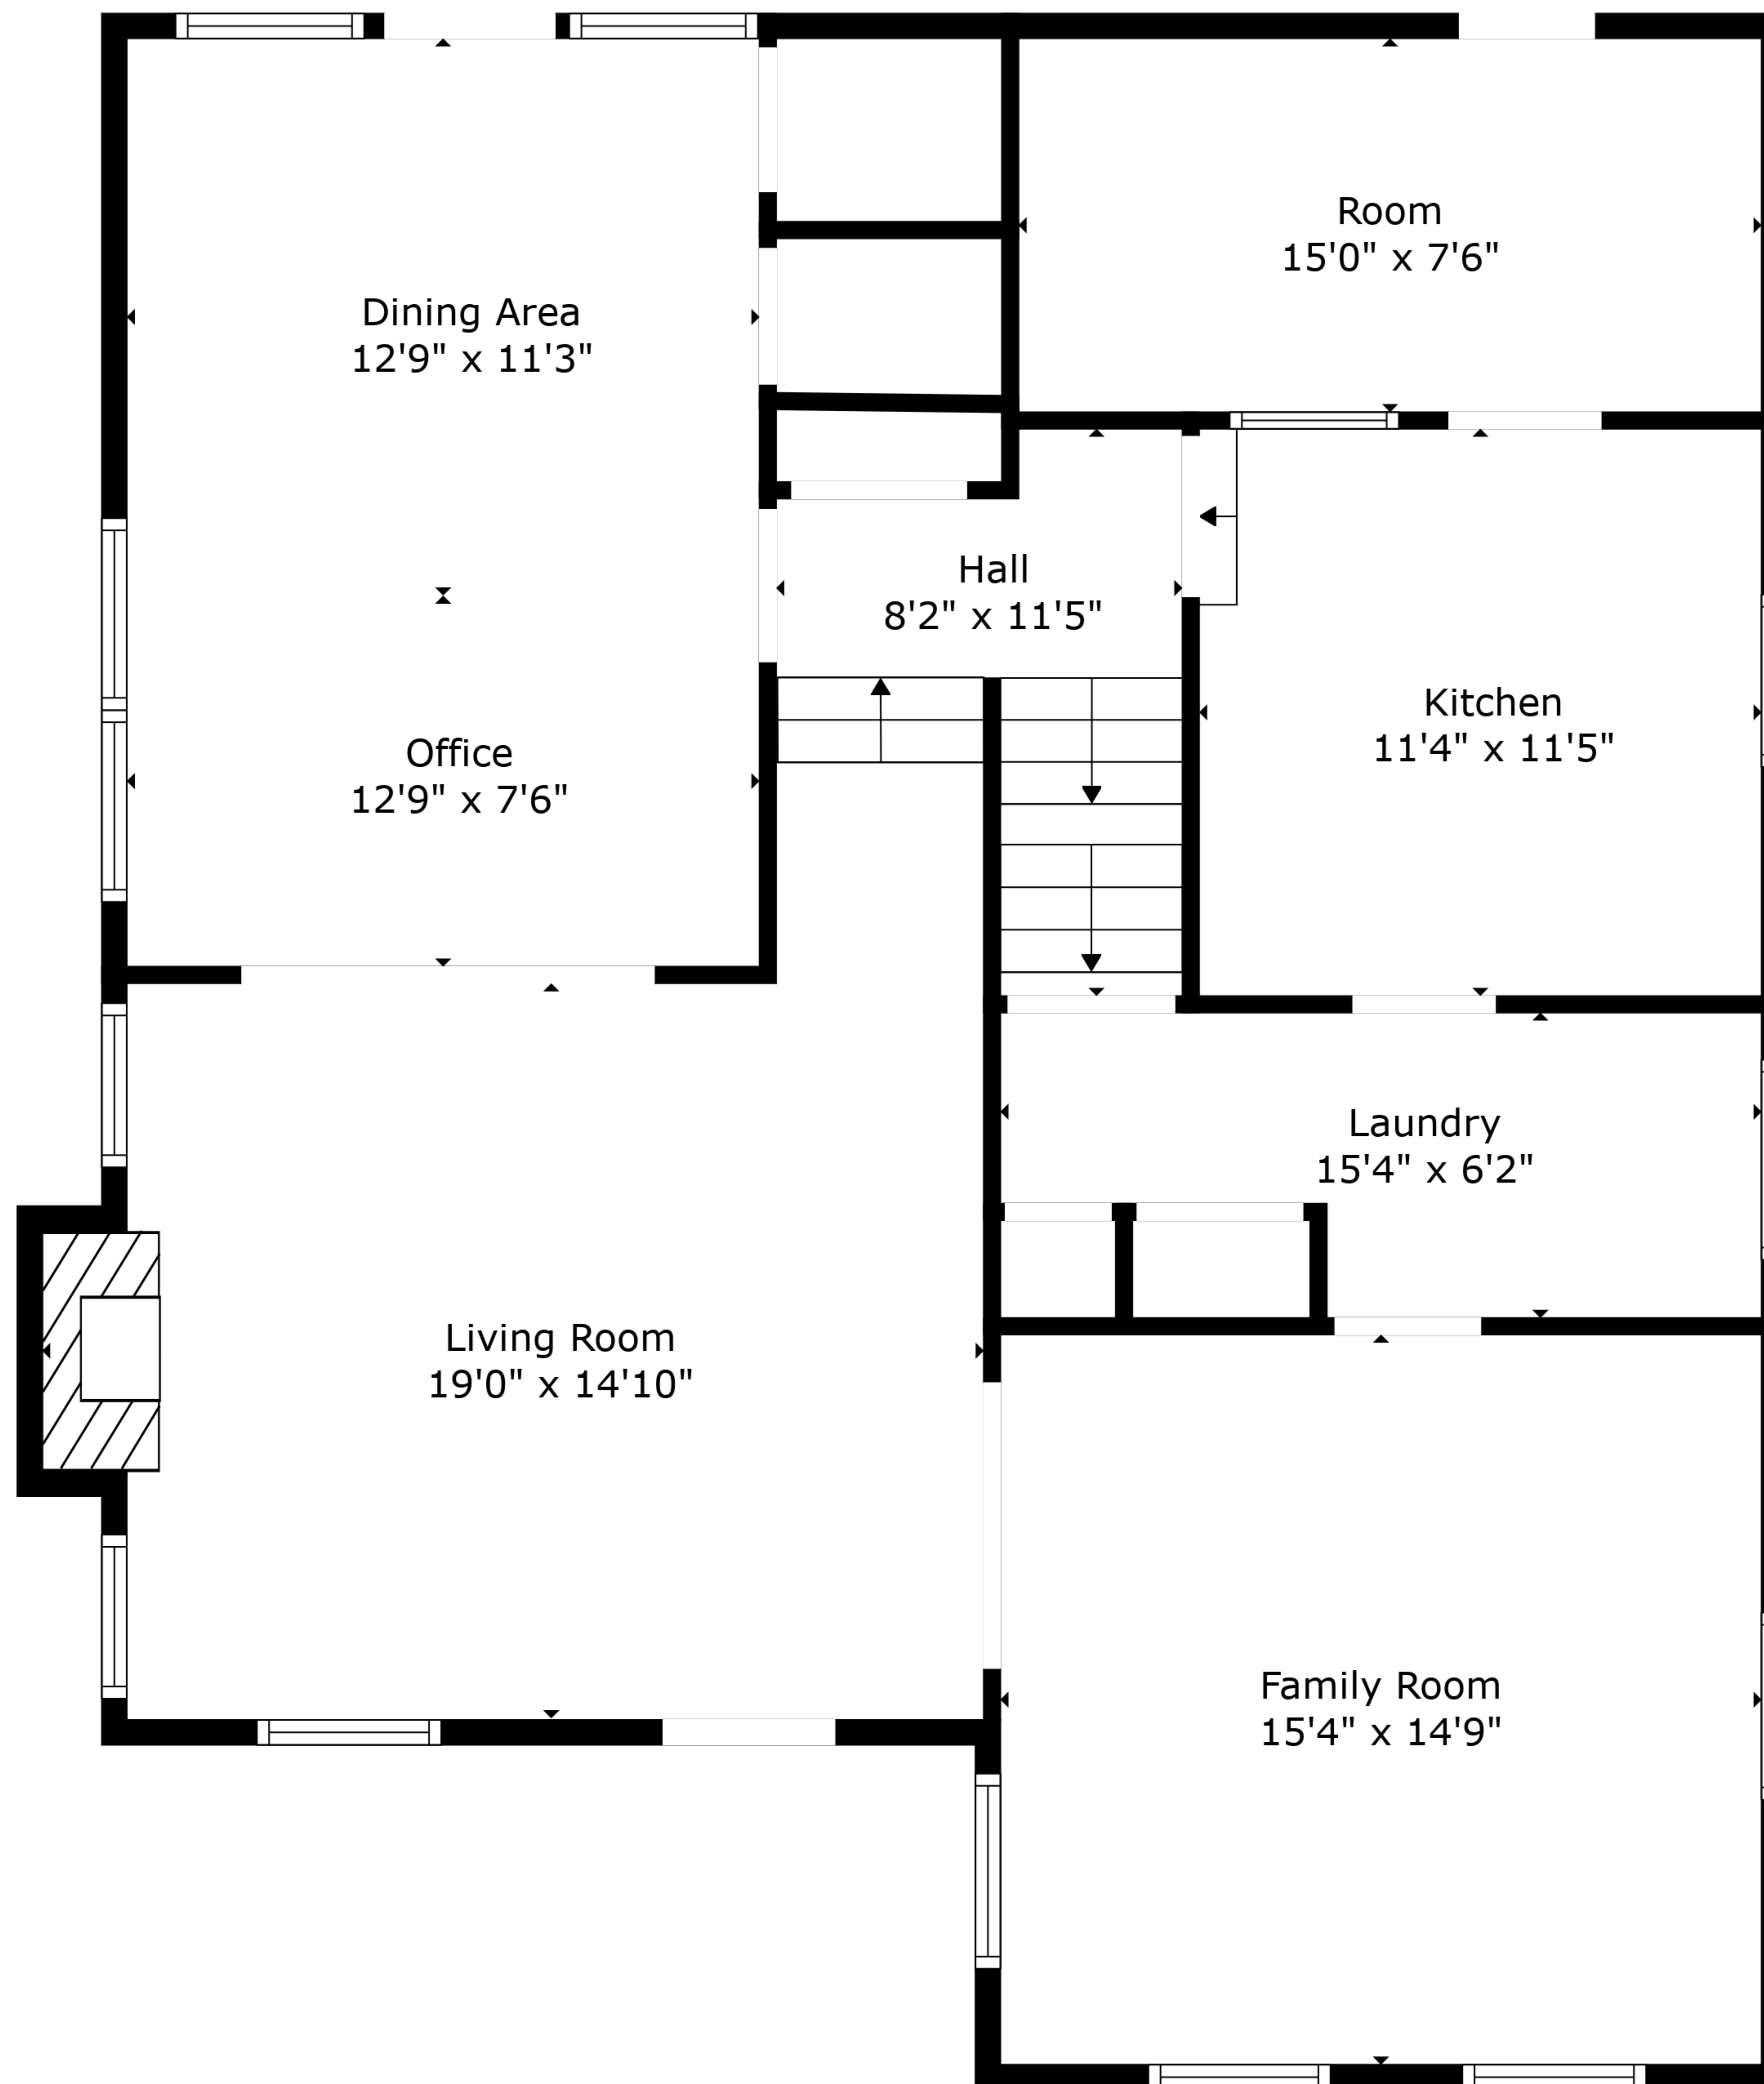 Room
15'0" x 7'6"
Dining Area
12'9" x 11'3"
Hall
8'2" x 11'5"
Kitchen
11'4" x 11'5"
Office
12'9" x 7'6"
Laundry
15'4" x 6'2"
Living Room
19'0" x 14'10"
Family Room
15'4" x 14'9"